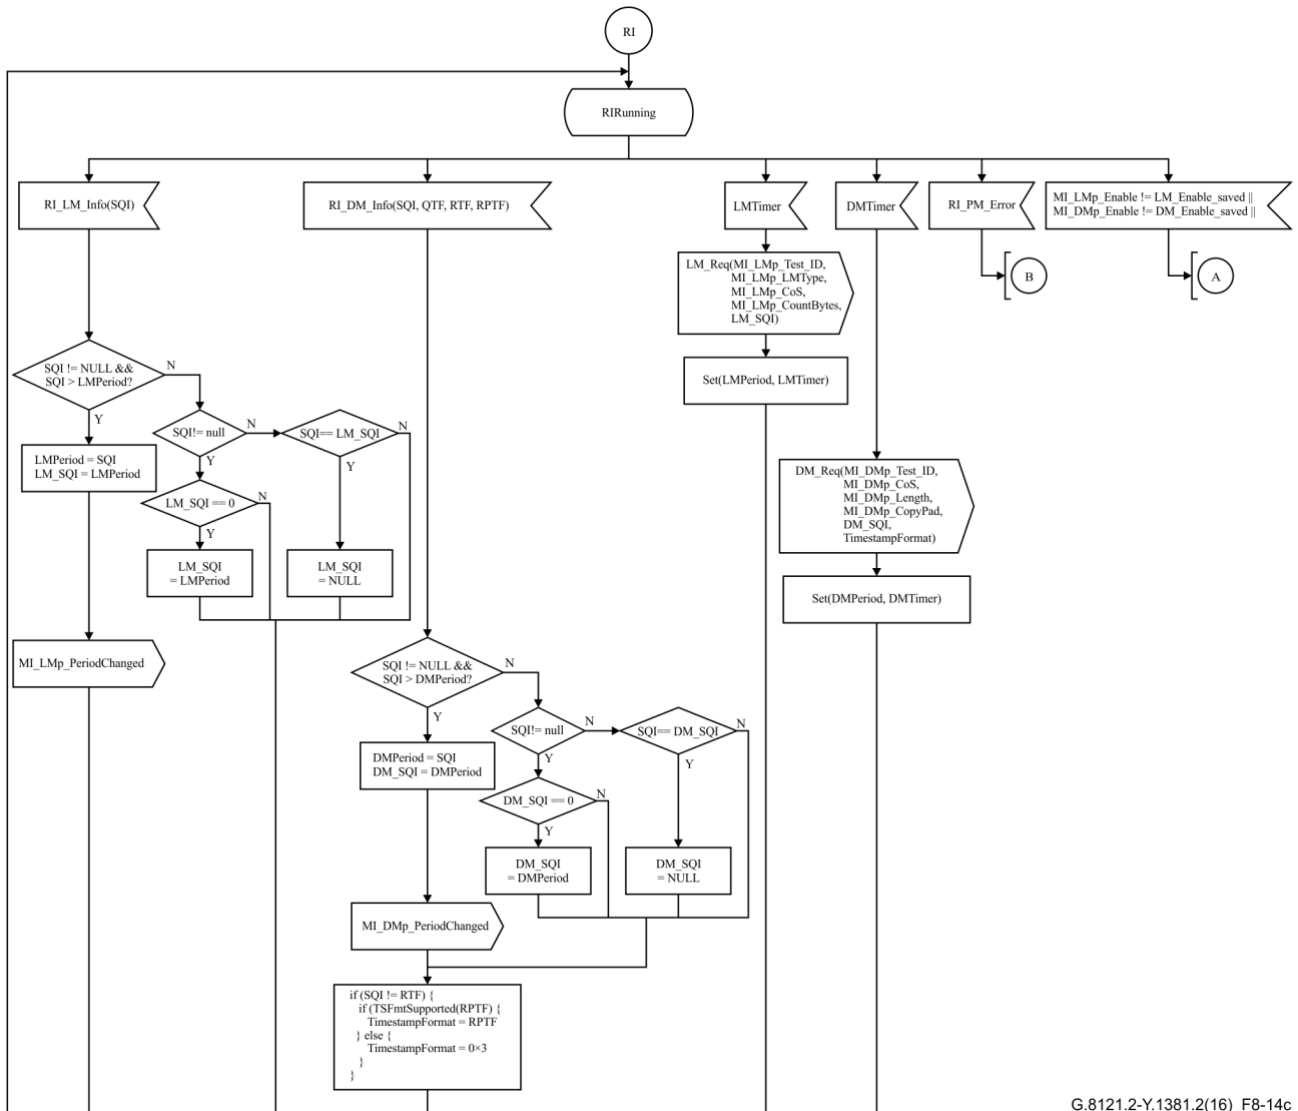 RI
RIRunning
RI_LM_Info(SQI)
RI_DM_Info(SQI, QTF, RTF, RPTF)
LMTimer
DMTimer
RI_PM_Error
MI_LMp_Enable != LM_Enable_saved ||
MI_DMp_Enable != DM_Enable_saved ||
B
A
LM_Req(MI_LMp_Test_ID,
MI_LMp_LMType,
MI_LMp_CoS,
MI_LMp_CountBytes,
LM_SQI)
Set(LMPeriod, LMTimer)
SQI != NULL &&
SQI > LMPeriod?
N
Y
SQI!= null
N
Y
SQI== LM_SQI
N
Y
LMPeriod = SQI
LM_SQI = LMPeriod
LM_SQI == 0
N
Y
LM_SQI
= LMPeriod
LM_SQI
= NULL
MI_LMp_PeriodChanged
DM_Req(MI_DMp_Test_ID,
MI_DMp_CoS,
MI_DMp_Length,
MI_DMp_CopyPad,
DM_SQI,
TimestampFormat)
Set(DMPeriod, DMTimer)
SQI != NULL &&
SQI > DMPeriod?
N
Y
SQI!= null
N
Y
SQI== DM_SQI
N
Y
DMPeriod = SQI
DM_SQI = DMPeriod
DM_SQI == 0
N
Y
DM_SQI
= DMPeriod
DM_SQI
= NULL
MI_DMp_PeriodChanged
if (SQI != RTF) {
if (TSFmtSupported(RPTF) {
TimestampFormat = RPTF
} else {
TimestampFormat = 0×3
}
}
G.8121.2-Y.1381.2(16)_F8-14c